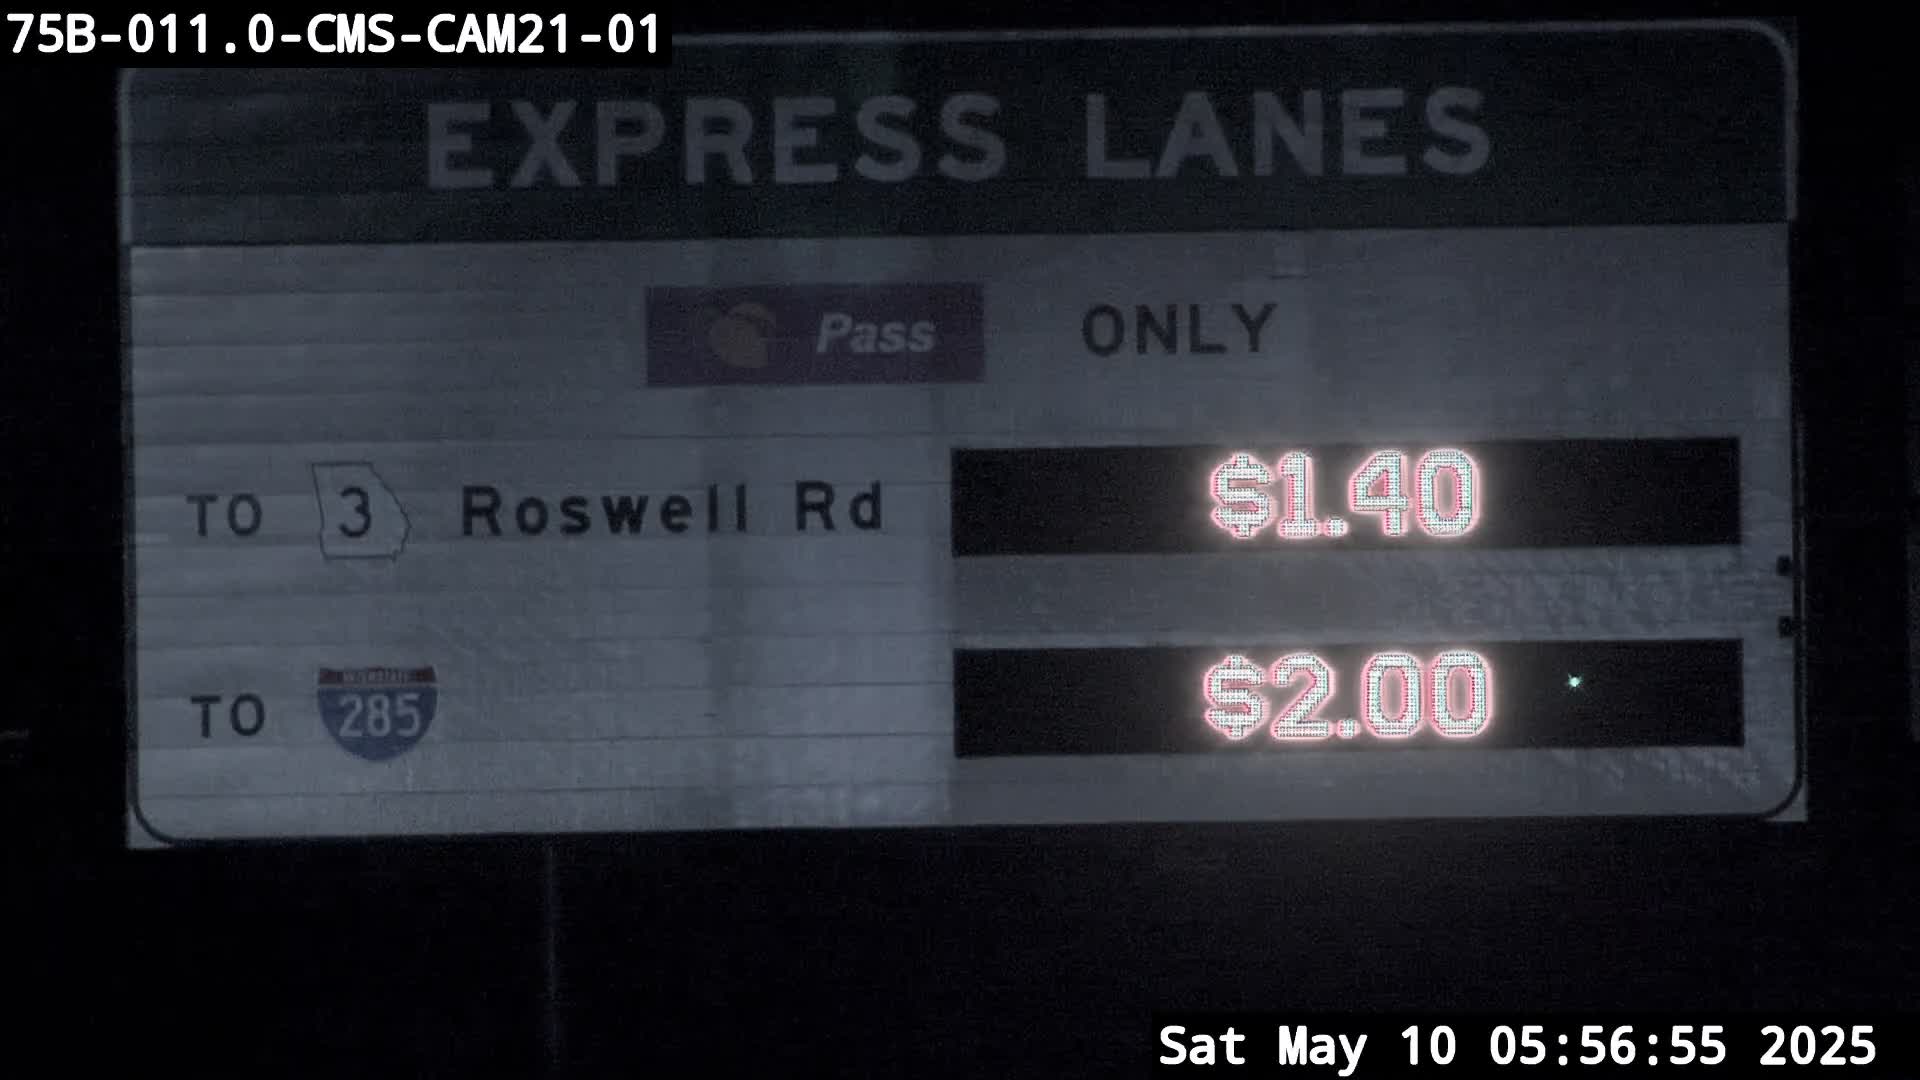 75B-011.0-CMS-CAM21-01
EXPRESS LANES
Pass ONLY
TO 3 Roswell Rd $1.40
INTERSTATE
TO 285 $2.00
Sat May 10 05:56:55 2025